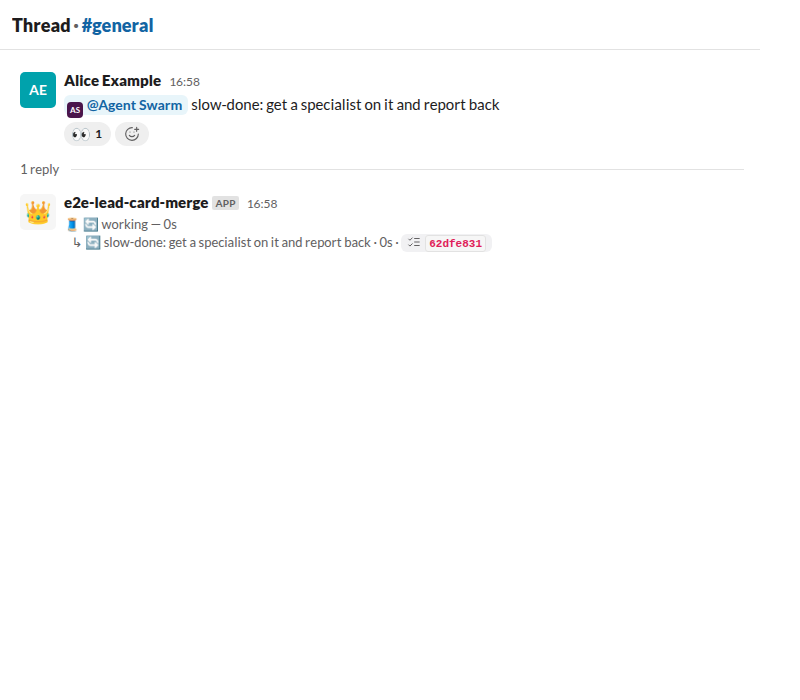 Thread • #general
AE
Alice Example 16:58
AS @Agent Swarm slow-done: get a specialist on it and report back
1
1 reply
e2e-lead-card-merge APP 16:58
working — 0s
↳ slow-done: get a specialist on it and report back · 0s · 62dfe831